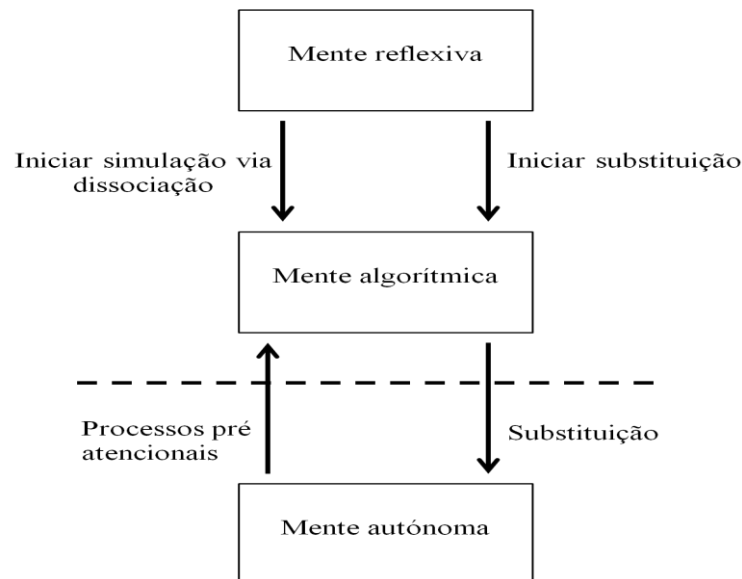 Mente reflexiva
Iniciar simulação via
dissociação
Iniciar substituição
Mente algorítmica
Processos pré
atencionais
Substituição
Mente autónoma